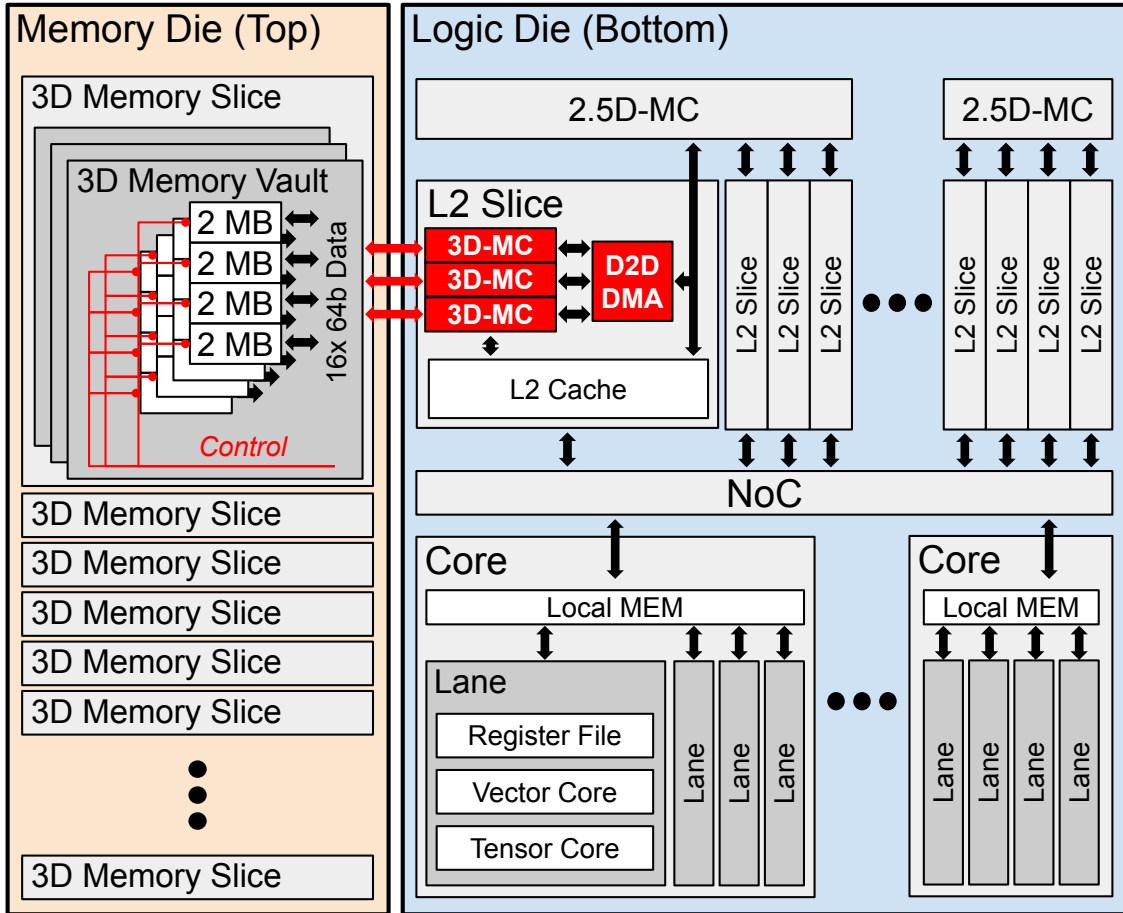 Memory Die (Top)
3D Memory Slice
3D Memory Vault
2 MB
2 MB
2 MB
2 MB
16x 64b Data
Control
3D Memory Slice
3D Memory Slice
3D Memory Slice
3D Memory Slice
3D Memory Slice
3D Memory Slice
Logic Die (Bottom)
2.5D-MC
2.5D-MC
L2 Slice
3D-MC
3D-MC
3D-MC
D2D
DMA
L2 Cache
L2 Slice
L2 Slice
L2 Slice
L2 Slice
L2 Slice
L2 Slice
L2 Slice
NoC
Core
Local MEM
Lane
Register File
Vector Core
Tensor Core
Lane
Lane
Lane
Core
Local MEM
Lane
Lane
Lane
Lane